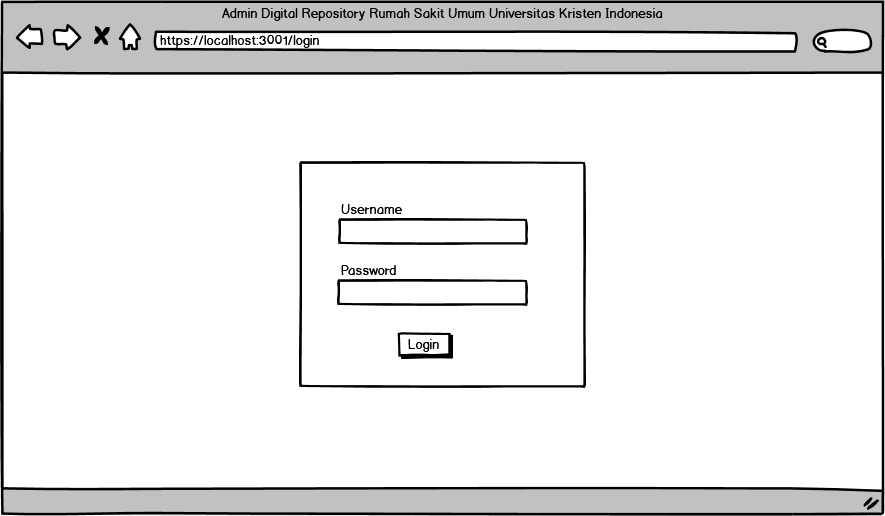 Admin Digital Repository Rumah Sakit Umum Universitas Kristen Indonesia
https://localhost:3001/login
Username
Password
Login